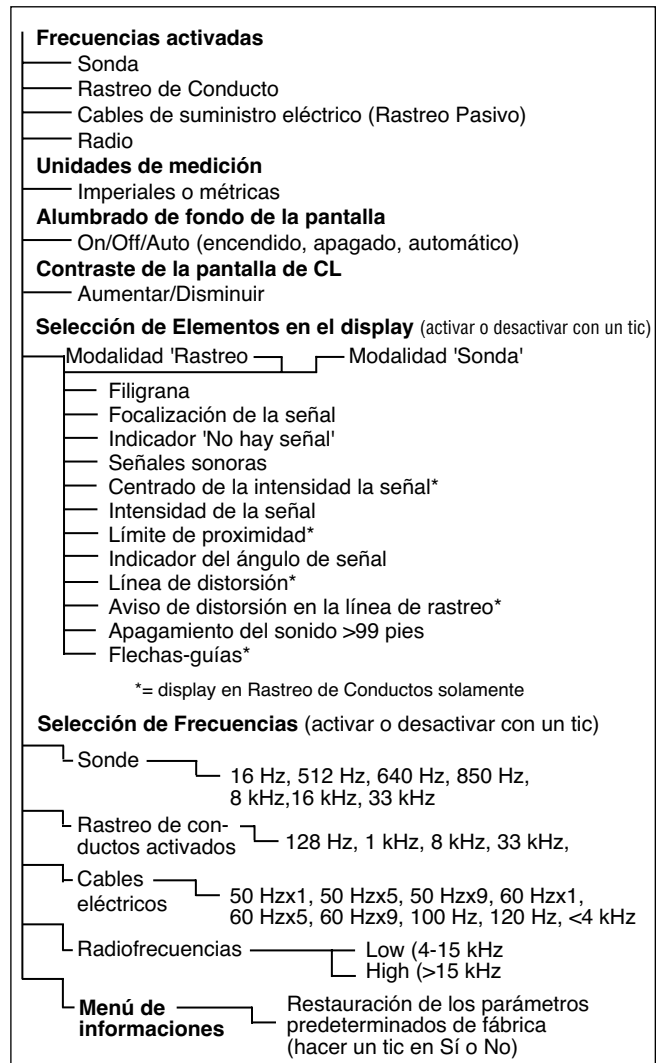 Frecuencias activadas
Sonda
Rastreo de Conducto
Cables de suministro eléctrico (Rastreo Pasivo)
Radio
Unidades de medición
Imperiales o métricas
Alumbrado de fondo de la pantalla
On/Off/Auto (encendido, apagado, automático)
Contraste de la pantalla de CL
Aumentar/Disminuir
Selección de Elementos en el display (activar o desactivar con un tic)
Modalidad 'Rastreo Modalidad 'Sonda'
Filigrana
Focalización de la señal
Indicador 'No hay señal'
Señales sonoras
Centrado de la intensidad la señal*
Intensidad de la señal
Límite de proximidad*
Indicador del ángulo de señal
Línea de distorsión*
Aviso de distorsión en la línea de rastreo*
Apagamiento del sonido >99 pies
Flechas-guías*
*= display en Rastreo de Conductos solamente
Selección de Frecuencias (activar o desactivar con un tic)
Sonde
16 Hz, 512 Hz, 640 Hz, 850 Hz,
8 kHz,16 kHz, 33 kHz
Rastreo de con-
ductos activados
128 Hz, 1 kHz, 8 kHz, 33 kHz,
Cables
eléctricos
50 Hzx1, 50 Hzx5, 50 Hzx9, 60 Hzx1,
60 Hzx5, 60 Hzx9, 100 Hz, 120 Hz, <4 kHz
Radiofrecuencias
Low (4-15 kHz
High (>15 kHz
Menú de
informaciones
Restauración de los parámetros
predeterminados de fábrica
(hacer un tic en Sí o No)